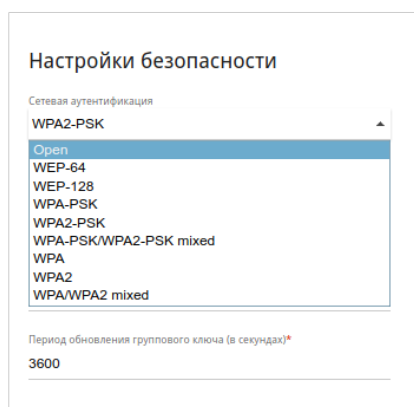 Настройки безопасности
Сетевая аутентификация
WPA2-PSK
Open
WEP-64
WEP-128
WPA-PSK
WPA2-PSK
WPA-PSK/WPA2-PSK mixed
WPA
WPA2
WPA/WPA2 mixed
Период обновления группового ключа (в секундах)*
3600